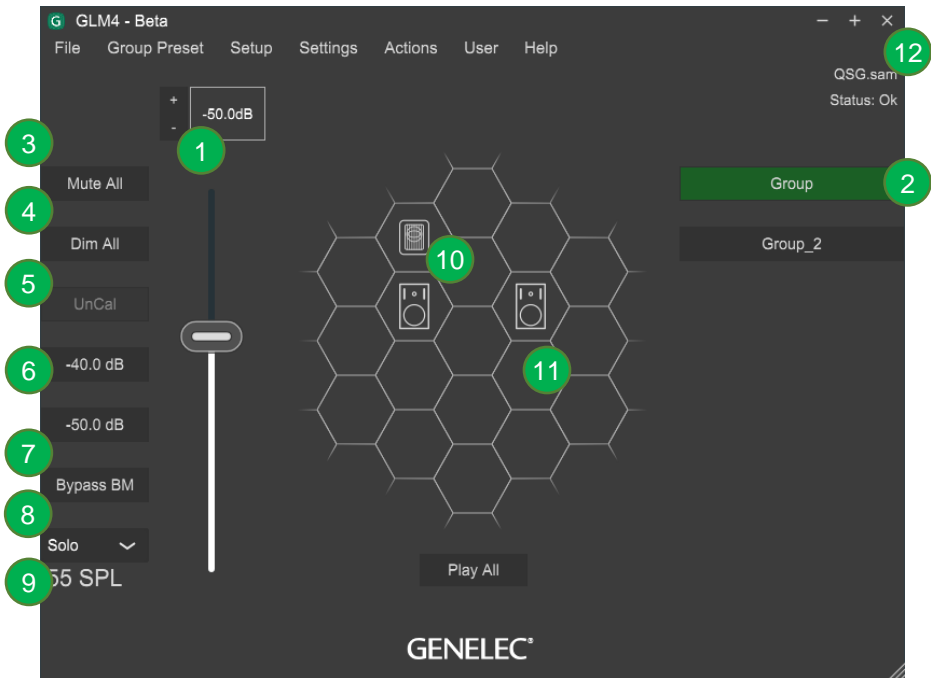 G GLM4 - Beta
File Group Preset Setup Settings Actions User Help
12
QSG.sam
Status: Ok
+
-
-50.0dB
1
3
Mute All
Group
2
4
Dim All
Group_2
10
5
UnCal
6
-40.0 dB
11
-50.0 dB
7
Bypass BM
8
Solo
9
55 SPL
Play All
GENELEC®